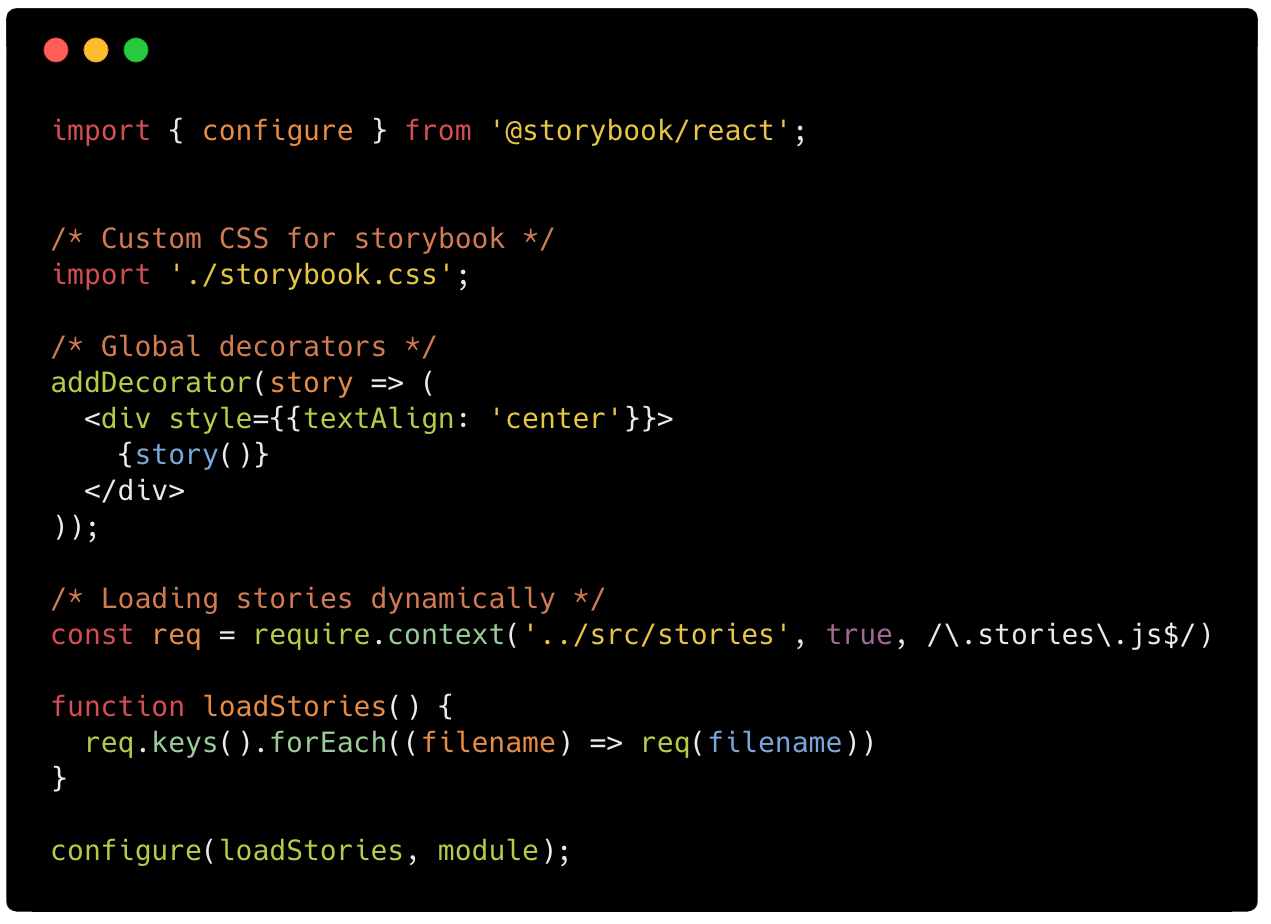 import { configure } from '@storybook/react';
/* Custom CSS for storybook */
import './storybook.css';
/* Global decorators */
addDecorator(story => (
  <div style={{textAlign: 'center'}}>
    {story()}
  </div>
));
/* Loading stories dynamically */
const req = require.context('../src/stories', true, /\.stories\.js$/)
function loadStories() {
  req.keys().forEach((filename) => req(filename))
}
configure(loadStories, module);